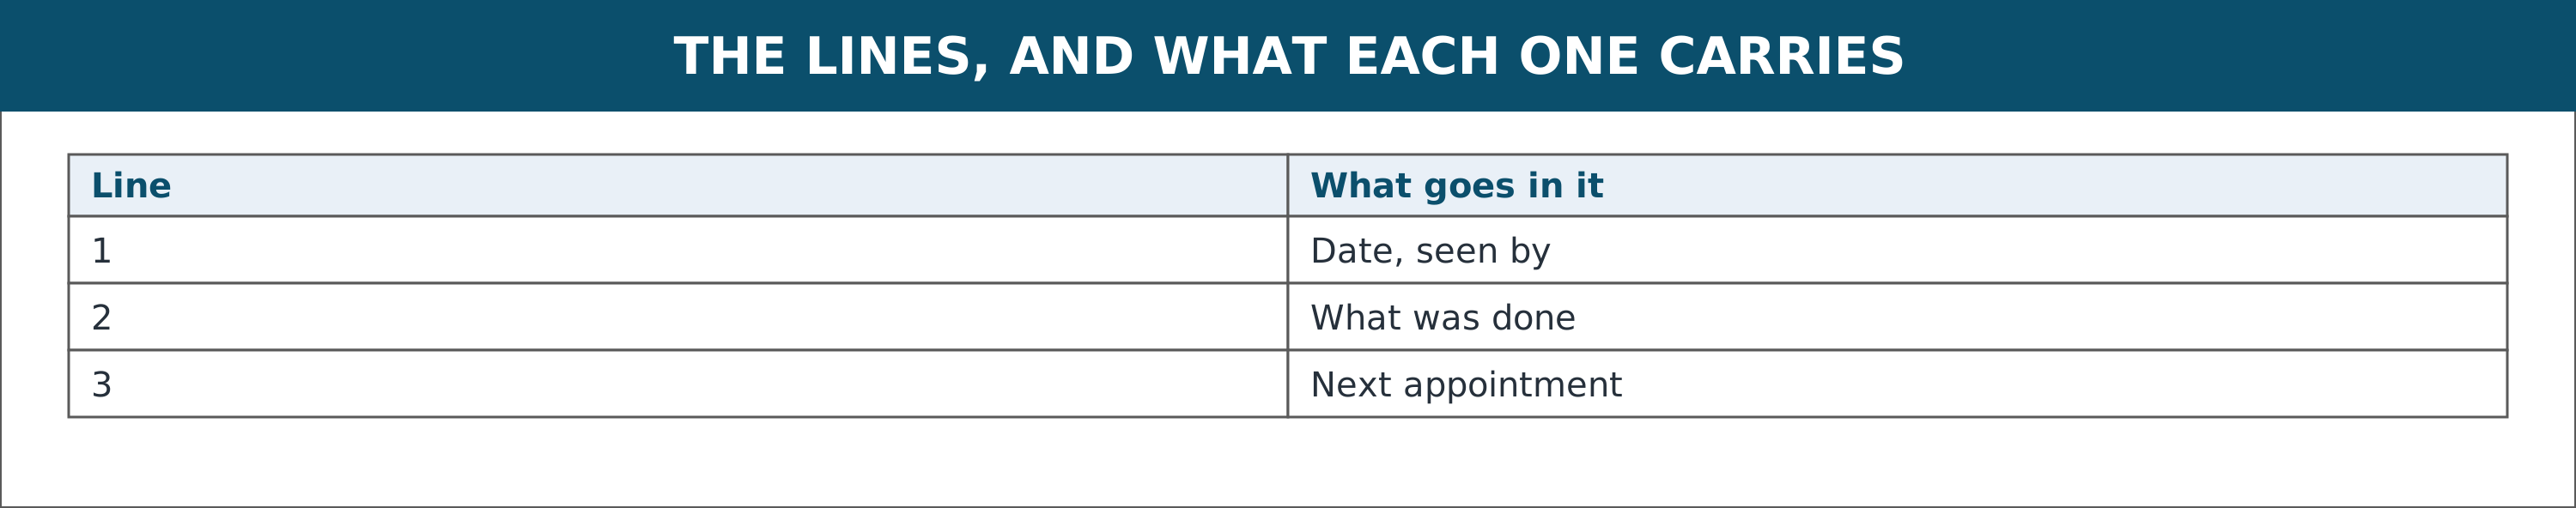 THE LINES, AND WHAT EACH ONE CARRIES
Line What goes in it
1 Date, seen by
2 What was done
3 Next appointment